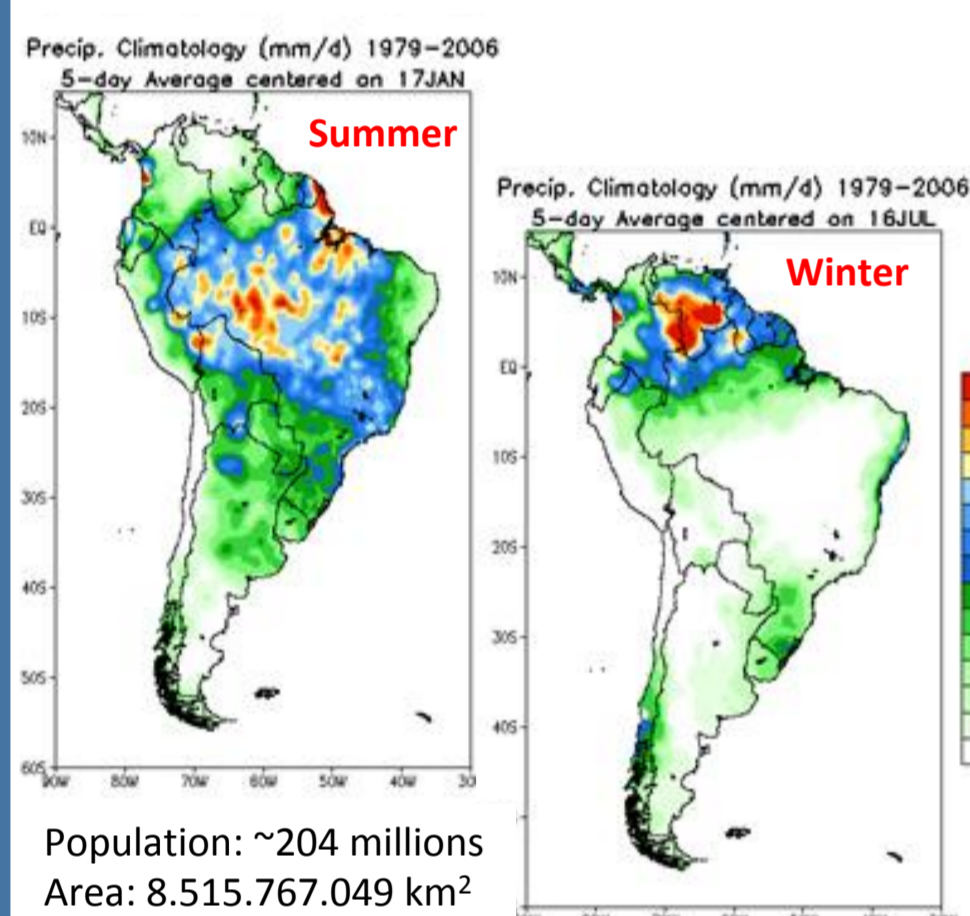 Precip. Climatology (mm/d) 1979-2006
5-day Average centered on 17JAN
Summer
10N
EQ
10S
20S
30S
40S
50S
60S
90W 80W 70W 60W 50W 40W 30
Population: ~204 millions
Area: 8.515.767.049 km²
Precip. Climatology (mm/d) 1979-2006
5-day Average centered on 16JUL
Winter
10N
EQ
10S
20S
30S
40S